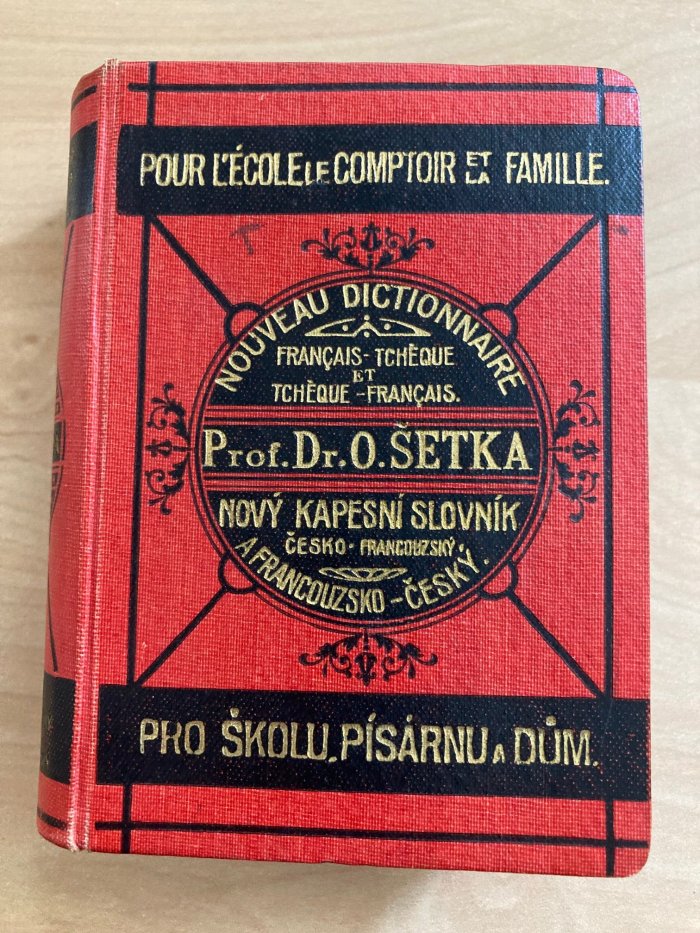 POUR L'ÉCOLE LE COMPTOIR ET LA FAMILLE.
NOUVEAU DICTIONNAIRE
FRANÇAIS-TCHÈQUE
ET
TCHÈQUE-FRANÇAIS.
Prof. Dr. O. ŠETKA
NOVÝ KAPESNÍ SLOVNÍK
ČESKO-FRANCOUZSKÝ
A FRANCOUZSKO-ČESKÝ.
PRO ŠKOLU, PÍSÁRNU A DŮM.